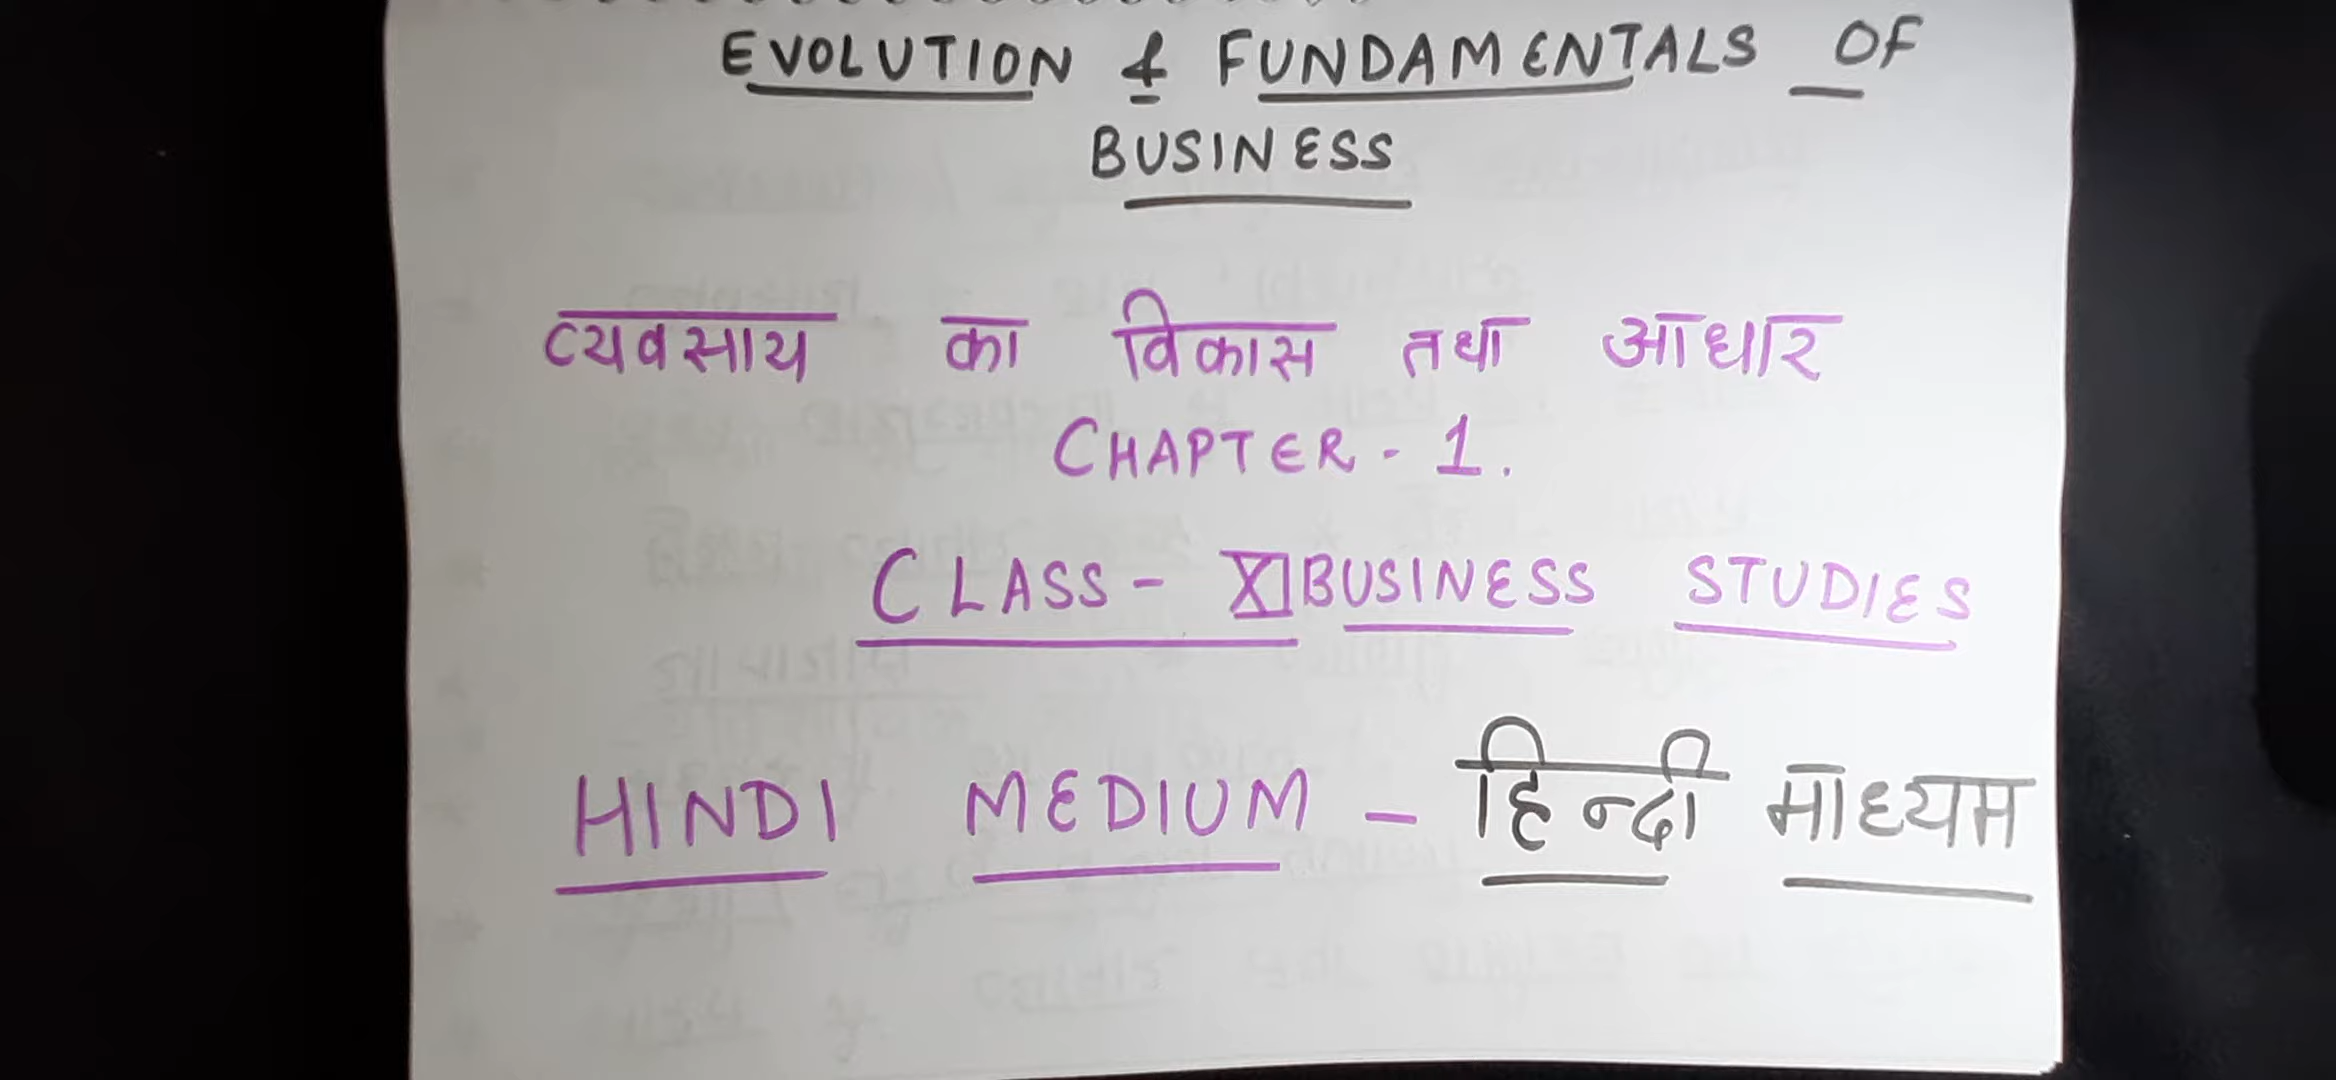 EVOLUTION & FUNDAMENTALS OF
BUSINESS
व्यवसाय का विकास तथा आधार
CHAPTER - 1.
CLASS - XI BUSINESS STUDIES
HINDI MEDIUM - हिन्दी माध्यम